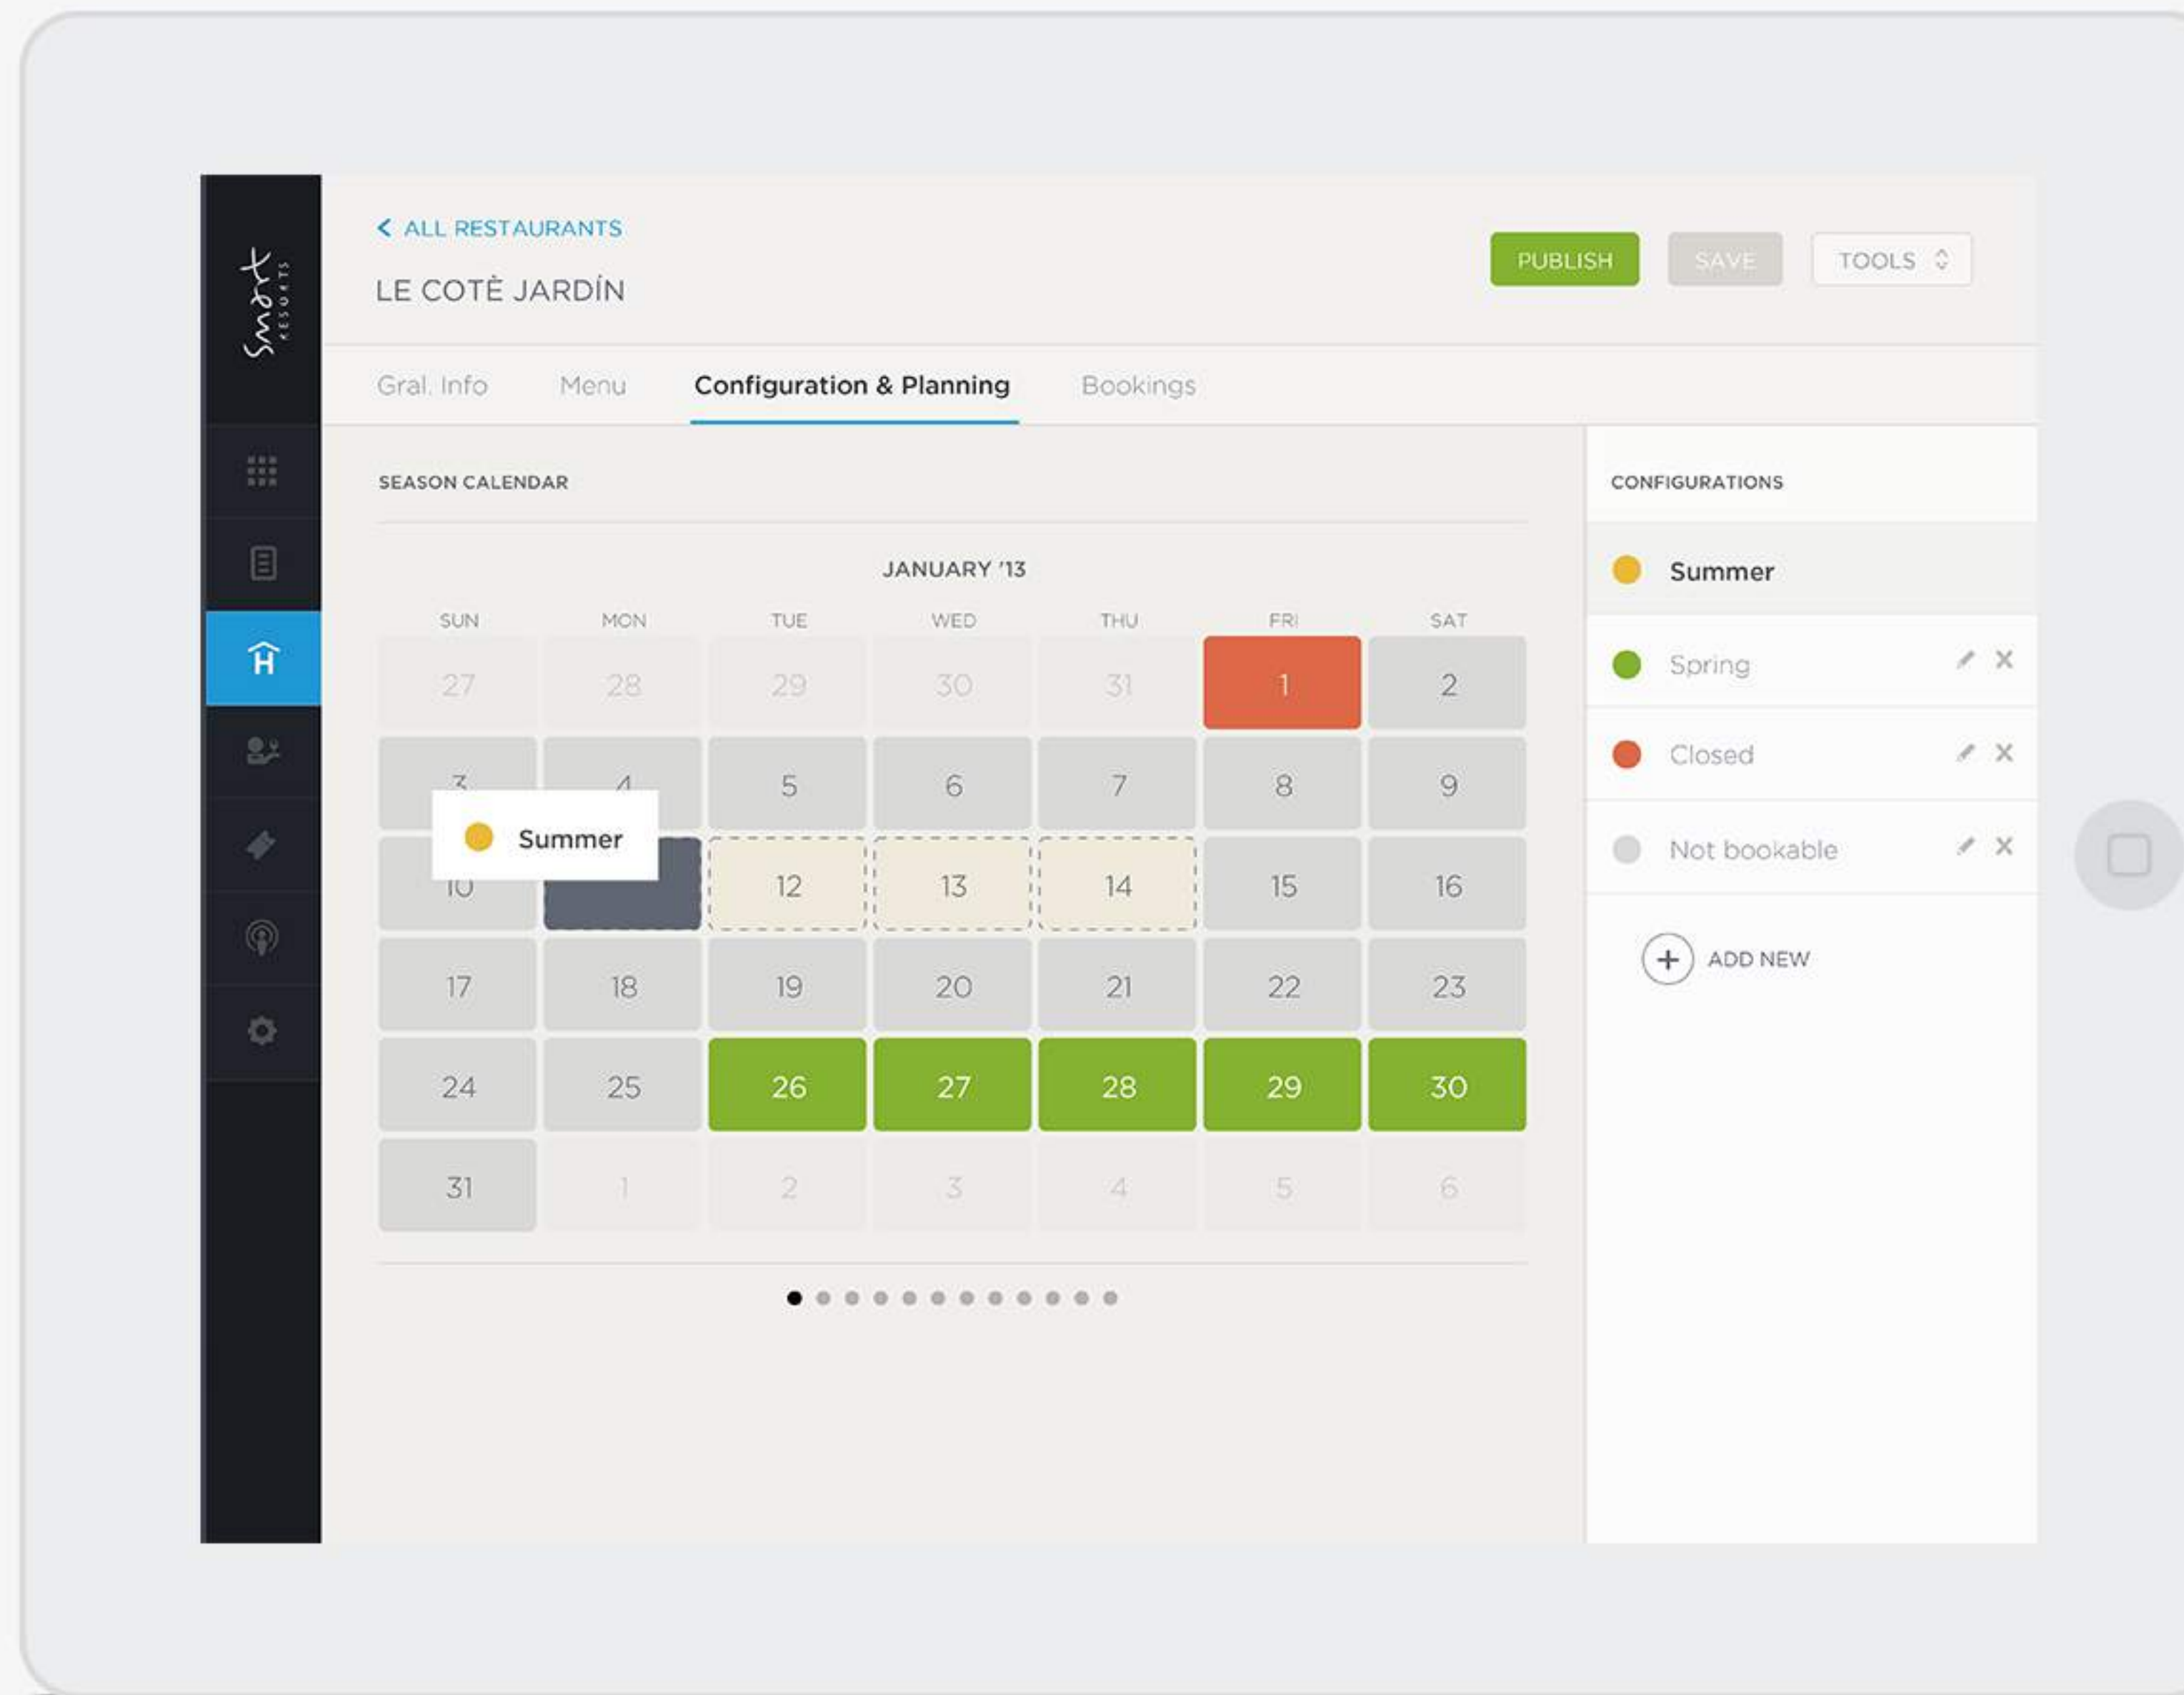 Smart
RESORTS
ALL RESTAURANTS
LE COTÈ JARDÍN
PUBLISH
SAVE
TOOLS
Gral. Info Menu Configuration & Planning Bookings
SEASON CALENDAR
JANUARY '13
SUN MON TUE WED THU FRI SAT
27 28 29 30 31 1 2
3 4 5 6 7 8 9
Summer
10 12 13 14 15 16
17 18 19 20 21 22 23
24 25 26 27 28 29 30
31 1 2 3 4 5 6
CONFIGURATIONS
Summer
Spring
Closed
Not bookable
ADD NEW